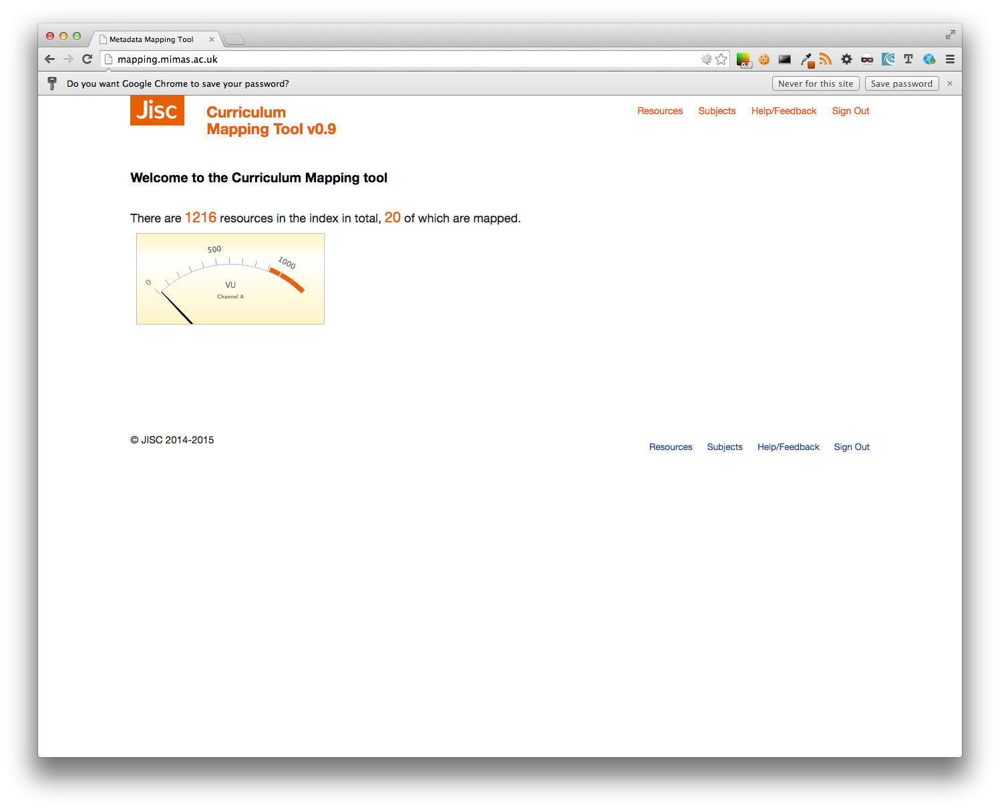 Metadata Mapping Tool
mapping.mimas.ac.uk
0.9
Do you want Google Chrome to save your password?
Never for this site
Save password
Jisc
Curriculum
Mapping Tool v0.9
Resources
Subjects
Help/Feedback
Sign Out
Welcome to the Curriculum Mapping tool
There are 1216 resources in the index in total, 20 of which are mapped.
0
500
1000
VU
Channel A
© JISC 2014-2015
Resources
Subjects
Help/Feedback
Sign Out